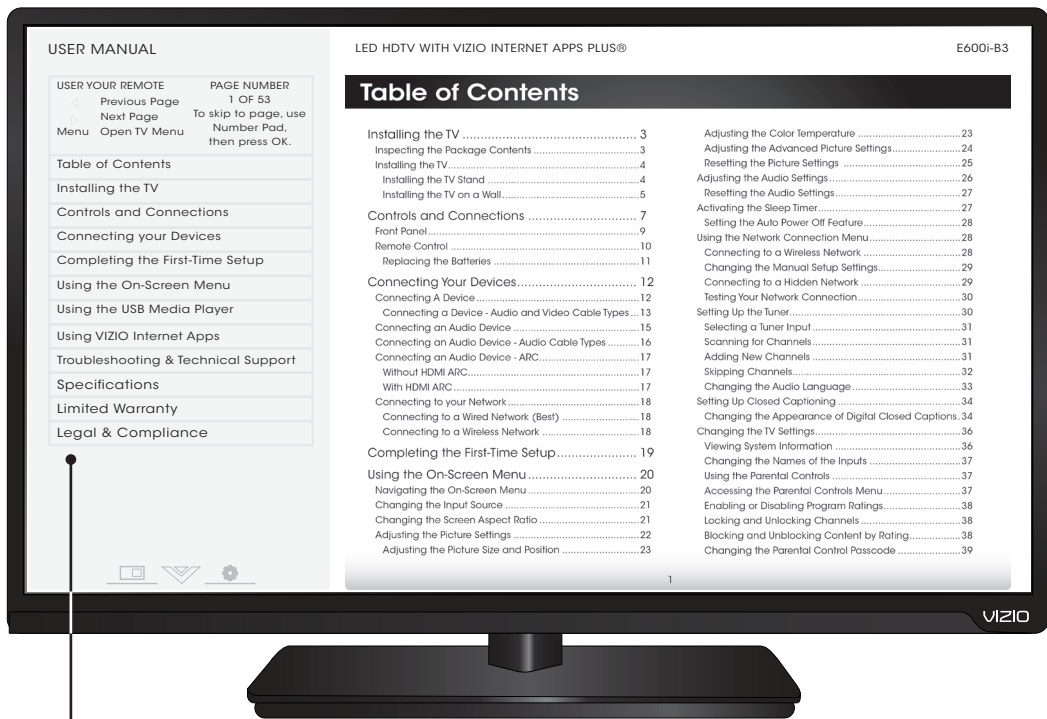 USER MANUAL
LED HDTV WITH VIZIO INTERNET APPS PLUS®
E600i-B3
USER YOUR REMOTE
Previous Page
Next Page
Menu Open TV Menu
PAGE NUMBER
1 OF 53
To skip to page, use
Number Pad,
then press OK.
Table of Contents
Installing the TV
Controls and Connections
Connecting your Devices
Completing the First-Time Setup
Using the On-Screen Menu
Using the USB Media Player
Using VIZIO Internet Apps
Troubleshooting & Technical Support
Specifications
Limited Warranty
Legal & Compliance
Table of Contents
Installing the TV ........................................ 3
Inspecting the Package Contents ..............................3
Installing the TV......................................................4
Installing the TV Stand ..........................................4
Installing the TV on a Wall......................................5
Controls and Connections ......................... 7
Front Panel............................................................9
Remote Control ...................................................10
Replacing the Batteries .......................................11
Connecting Your Devices........................... 12
Connecting A Device ............................................12
Connecting a Device - Audio and Video Cable Types...13
Connecting an Audio Device ..................................15
Connecting an Audio Device - Audio Cable Types .........16
Connecting an Audio Device - ARC...........................17
Without HDMI ARC..............................................17
With HDMI ARC..................................................17
Connecting to your Network...................................18
Connecting to a Wired Network (Best) ....................18
Connecting to a Wireless Network .........................18
Completing the First-Time Setup................... 19
Using the On-Screen Menu ........................ 20
Navigating the On-Screen Menu ..............................20
Changing the Input Source ....................................21
Changing the Screen Aspect Ratio ..........................21
Adjusting the Picture Settings .................................22
Adjusting the Picture Size and Position ...................23
Adjusting the Color Temperature ............................23
Adjusting the Advanced Picture Settings..................24
Resetting the Picture Settings ...............................25
Adjusting the Audio Settings...................................26
Resetting the Audio Settings.................................27
Activating the Sleep Timer......................................27
Setting the Auto Power Off Feature........................28
Using the Network Connection Menu.......................28
Connecting to a Wireless Network .........................28
Changing the Manual Setup Settings......................29
Connecting to a Hidden Network ..........................29
Testing Your Network Connection..........................30
Setting Up the Tuner.............................................30
Selecting a Tuner Input.......................................31
Scanning for Channels........................................31
Adding New Channels .......................................31
Skipping Channels.............................................32
Changing the Audio Language .............................33
Setting Up Closed Captioning ................................34
Changing the Appearance of Digital Closed Captions.34
Changing the TV Settings.......................................36
Viewing System Information .................................36
Changing the Names of the Inputs ........................37
Using the Parental Controls .................................37
Accessing the Parental Controls Menu...................37
Enabling or Disabling Program Ratings...................38
Locking and Unlocking Channels ..........................38
Blocking and Unblocking Content by Rating.............38
Changing the Parental Control Passcode ................39
1
VIZIO